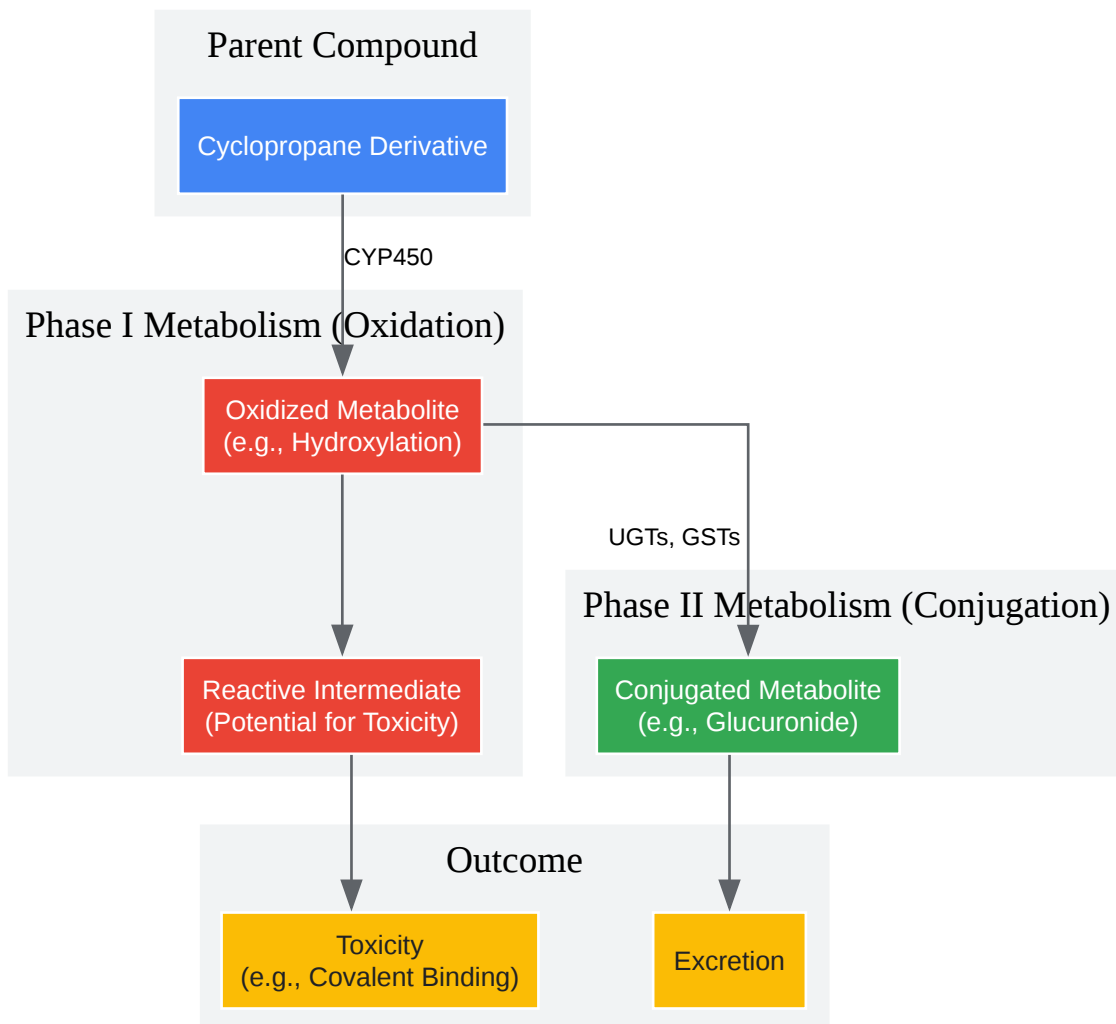 Parent Compound
Cyclopropane Derivative
CYP450
Phase I Metabolism (Oxidation)
Oxidized Metabolite
(e.g., Hydroxylation)
UGTs, GSTs
Phase II Metabolism (Conjugation)
Reactive Intermediate
(Potential for Toxicity)
Conjugated Metabolite
(e.g., Glucuronide)
Outcome
Toxicity
(e.g., Covalent Binding)
Excretion